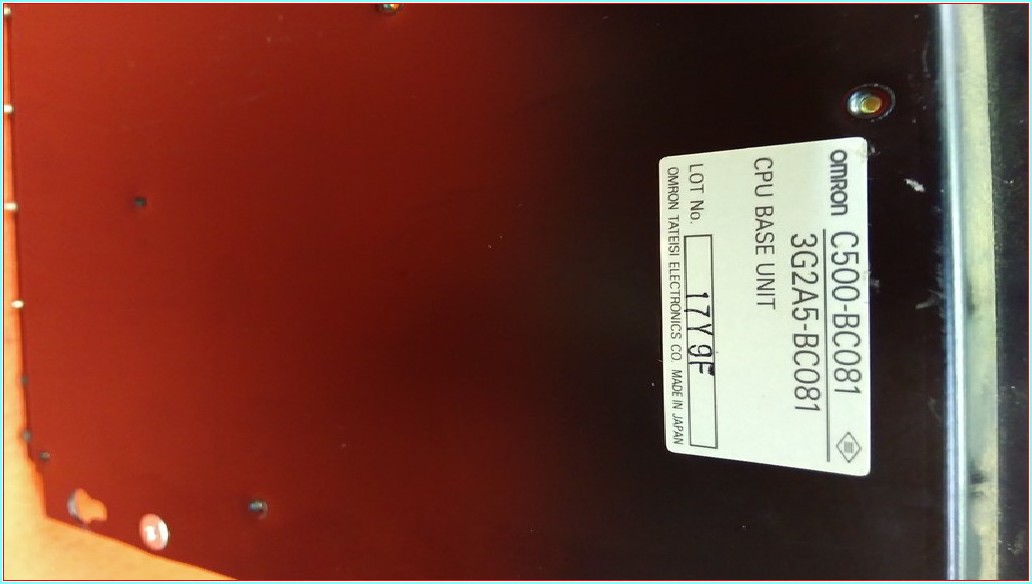 omron C500-BC081
3G2A5-BC081
CPU BASE UNIT
LOT No. 17Y9F
OMRON TATEISI ELECTRONICS CO. MADE IN JAPAN